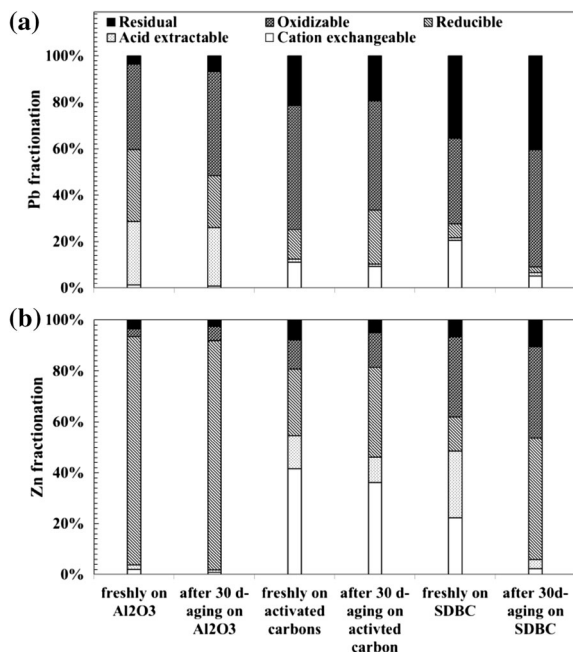 (a)
Residual Oxidizable Reducible
Acid extractable Cation exchangeable
100%
80%
60%
40%
20%
0%
Pb fractionation
(b)
100%
80%
60%
40%
20%
0%
Zn fractionation
freshly on
Al2O3
after 30 d-
aging on
Al2O3
freshly on
activated
carbons
after 30 d-
aging on
activted
carbon
freshly on
SDBC
after 30d-
aging on
SDBC